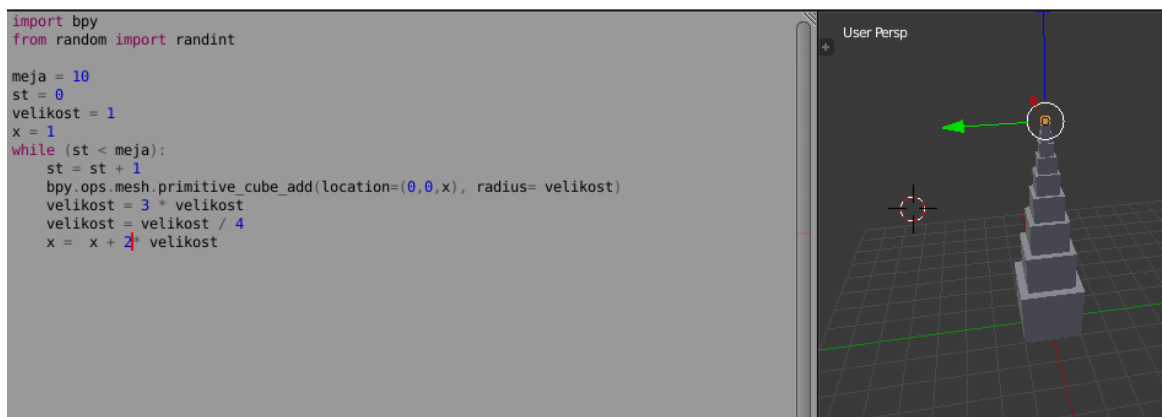 import bpy
from random import randint
meja = 10
st = 0
velikost = 1
x = 1
while (st < meja):
    st = st + 1
    bpy.ops.mesh.primitive_cube_add(location=(0,0,x), radius= velikost)
    velikost = 3 * velikost
    velikost = velikost / 4
    x =  x + 2* velikost
User Persp